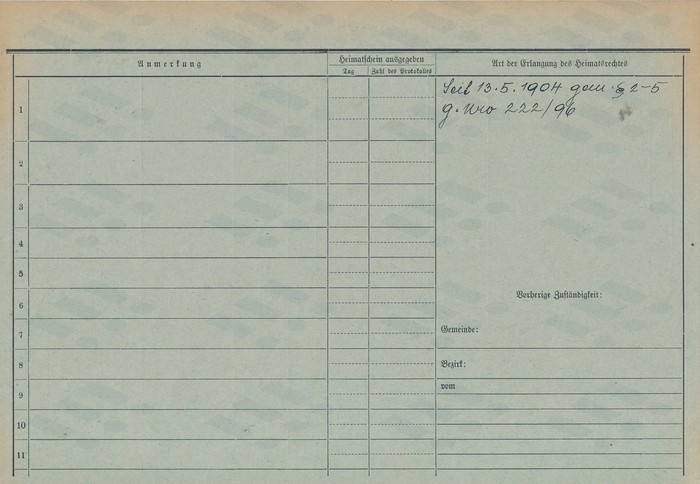 Anmerkung
Heimatschein ausgegeben
Tag
Zahl des Protokolles
Art der Erlangung des Heimatsrechtes
Seit 13.5.1904 gem. § 2-5
g. Nro 222/96
1
2
3
4
5
6
7
8
9
10
11
Vorherige Zuständigkeit:
Gemeinde:
Bezirk:
vom